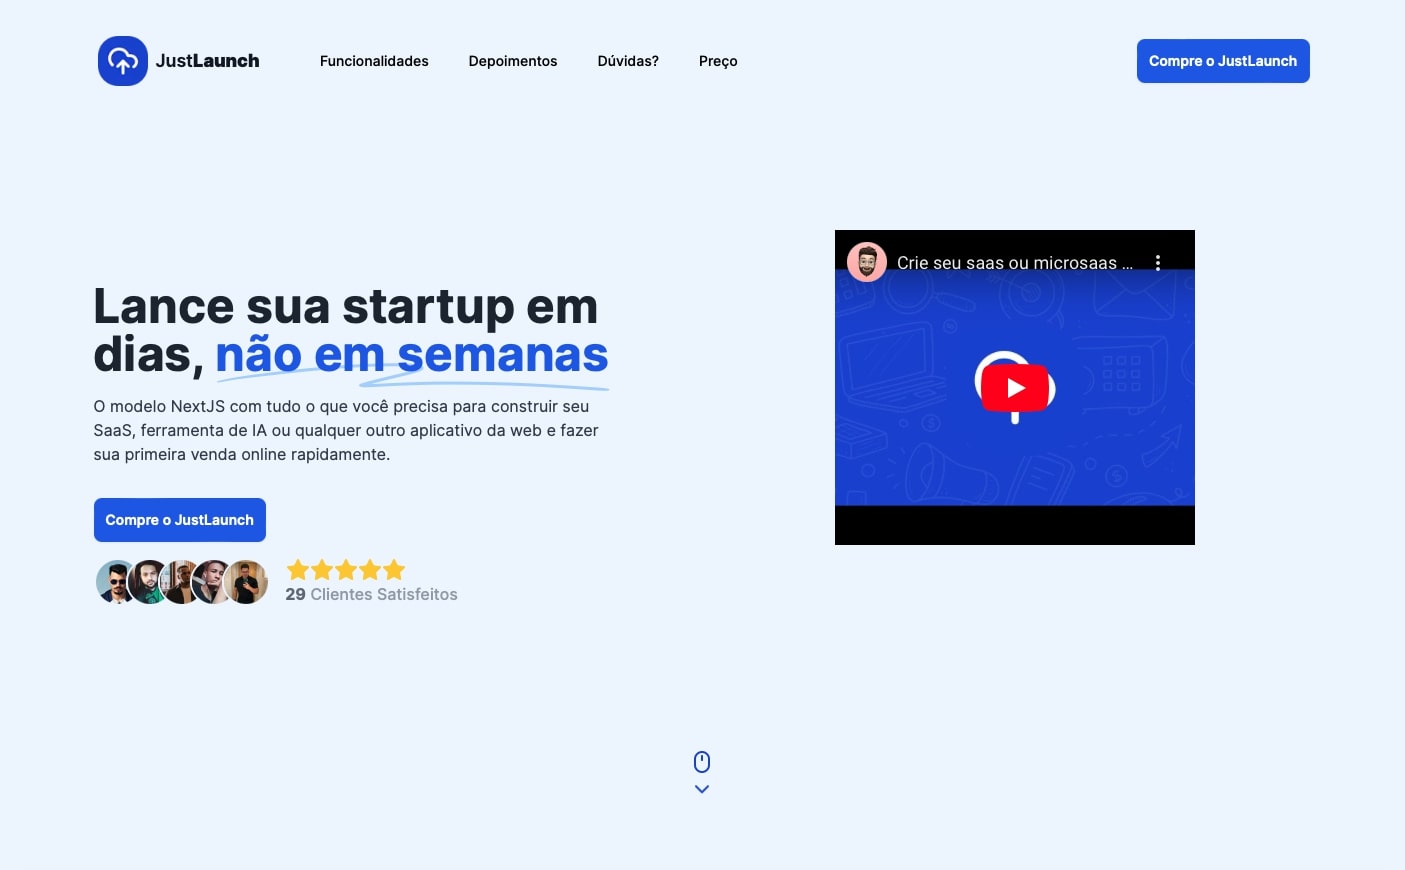 JustLaunch
Funcionalidades
Depoimentos
Dúvidas?
Preço
Compre o JustLaunch
Lance sua startup em
dias, não em semanas
O modelo NextJS com tudo o que você precisa para construir seu
SaaS, ferramenta de IA ou qualquer outro aplicativo da web e fazer
sua primeira venda online rapidamente.
Compre o JustLaunch
29 Clientes Satisfeitos
Crie seu saas ou microsaas ...